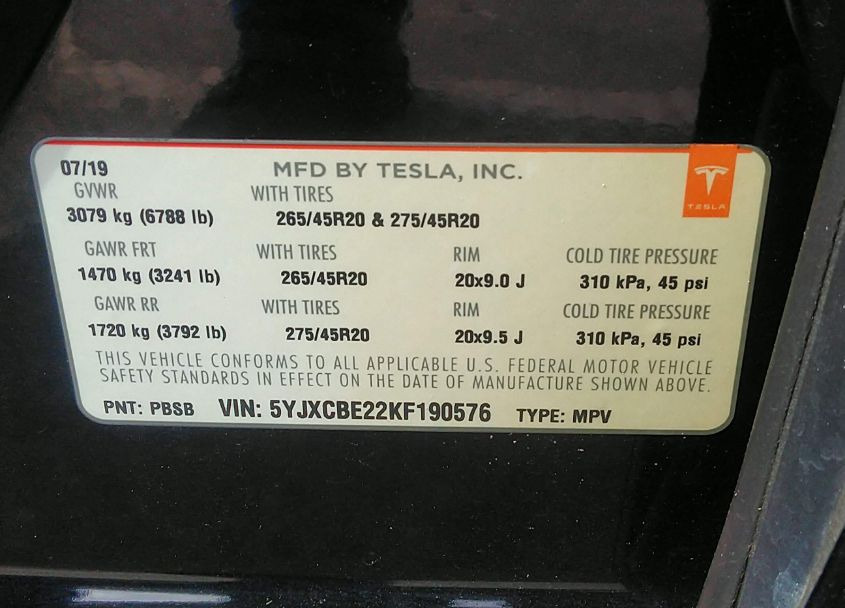 07/19 MFD BY TESLA, INC.
TESLA
GVWR WITH TIRES
3079 kg (6788 lb) 265/45R20 & 275/45R20
GAWR FRT WITH TIRES RIM COLD TIRE PRESSURE
1470 kg (3241 lb) 265/45R20 20x9.0 J 310 kPa, 45 psi
GAWR RR WITH TIRES RIM COLD TIRE PRESSURE
1720 kg (3792 lb) 275/45R20 20x9.5 J 310 kPa, 45 psi
THIS VEHICLE CONFORMS TO ALL APPLICABLE U.S. FEDERAL MOTOR VEHICLE
SAFETY STANDARDS IN EFFECT ON THE DATE OF MANUFACTURE SHOWN ABOVE.
PNT: PBSB VIN: 5YJXCBE22KF190576 TYPE: MPV